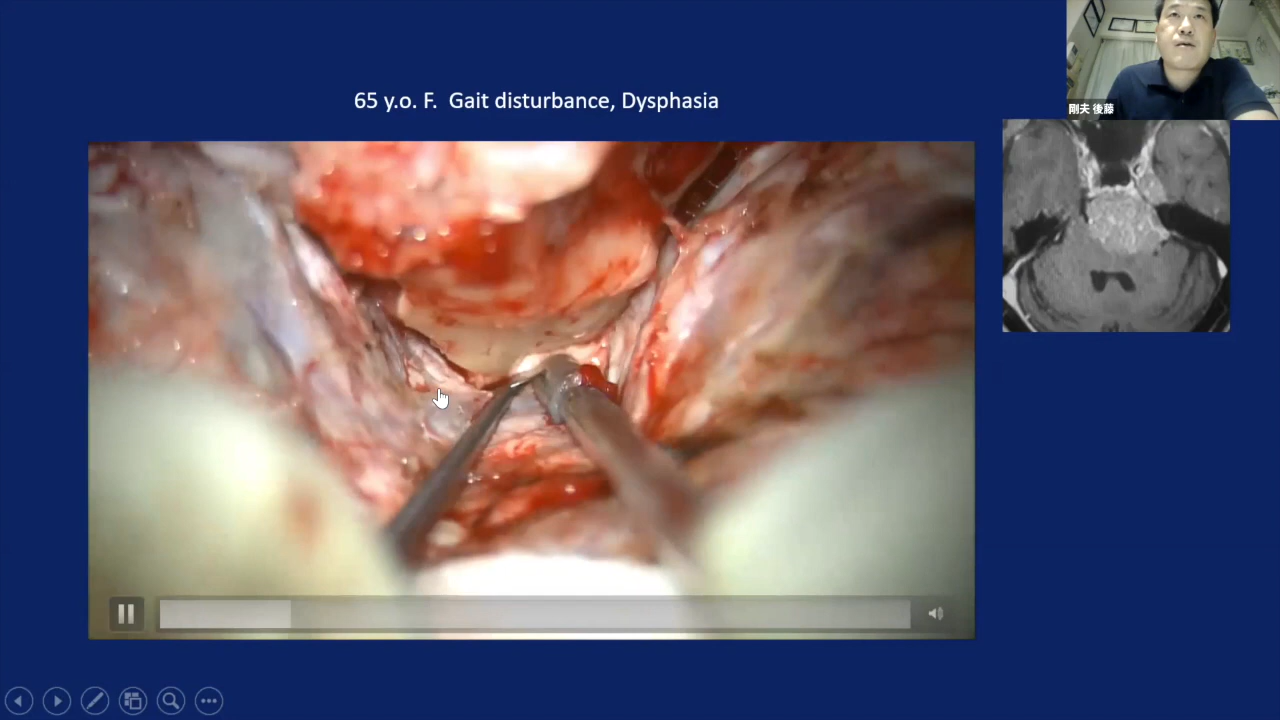 65 y.o. F.  Gait disturbance, Dysphasia
剛夫 後藤